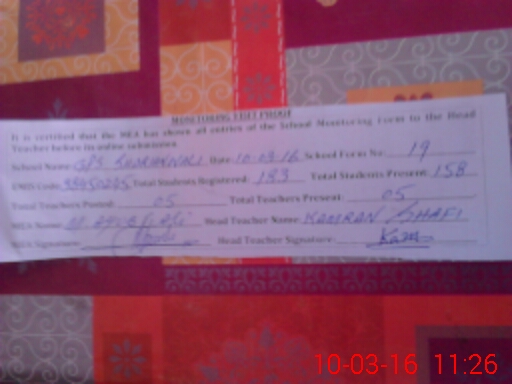 MONITORING VISIT PROOF
It is certified that the MEA has shown all entries of the School Monitoring Form to the Head
Teacher before its online submission.
School Name: GPS Date: 10.03.16 School Form No: 19
EMIS Code: Total Students Registered: 183 Total Students Present: 158
Total Teachers Posted: 05 Total Teachers Present: 05
MEA Name: Ali Head Teacher Name: KAMRAN SHAFI
MEA Signature: Head Teacher Signature: Kam
10-03-16 11:26